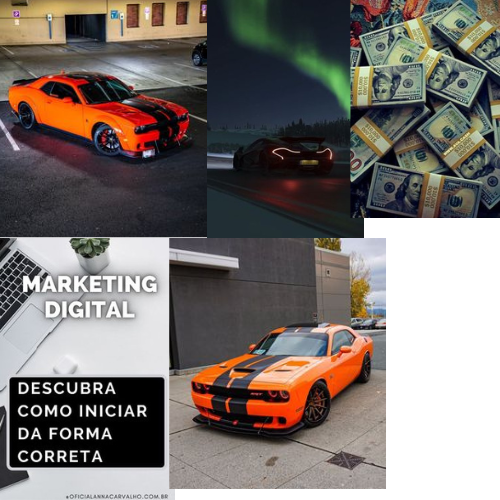 MARKETING
DIGITAL
DESCUBRA
COMO INICIAR
DA FORMA
CORRETA
@OFICIALANNACARVALHO.COM.BR